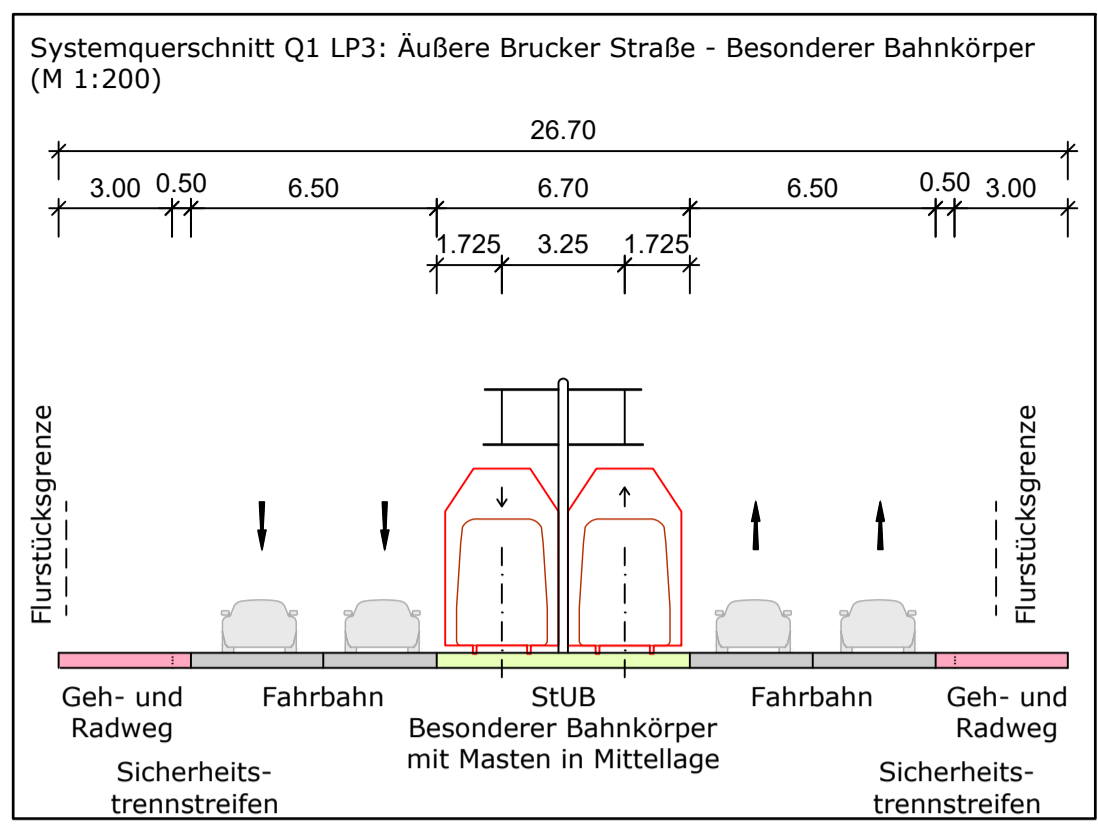 Systemquerschnitt Q1 LP3: Äußere Brucker Straße - Besonderer Bahnkörper
(M 1:200)
26.70
3.00 0.50 6.50 6.70 6.50 0.50 3.00
1.725 3.25 1.725
Flurstücksgrenze
Flurstücksgrenze
Geh- und
Radweg
Fahrbahn
StUB
Besonderer Bahnkörper
mit Masten in Mittellage
Fahrbahn
Geh- und
Radweg
Sicherheits-
trennstreifen
Sicherheits-
trennstreifen